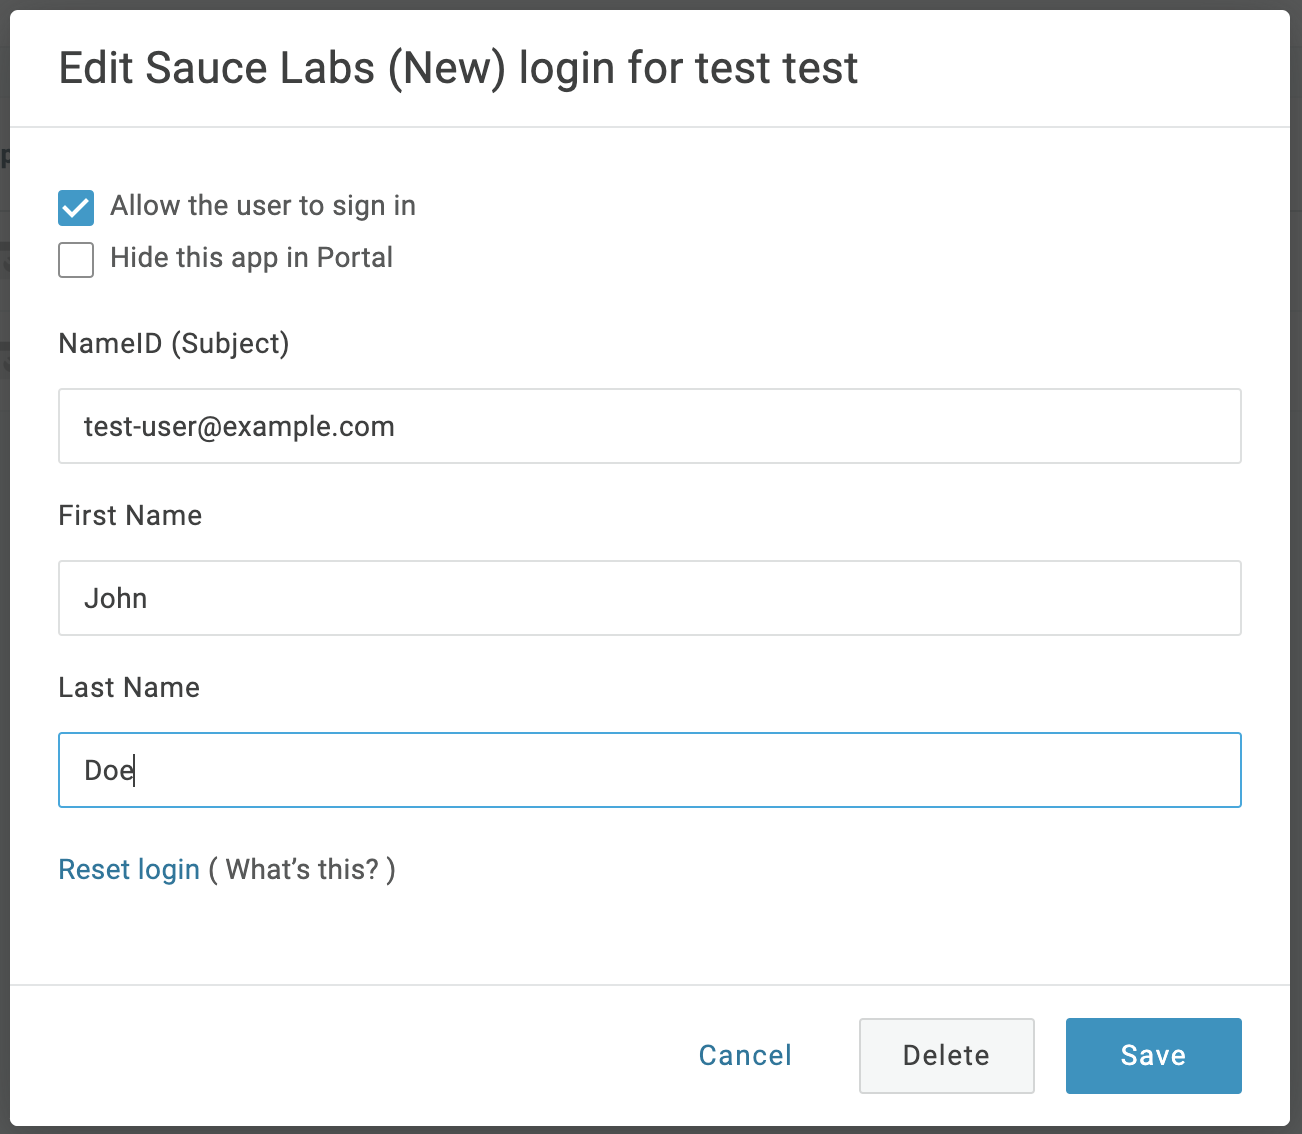 Edit Sauce Labs (New) login for test test
Allow the user to sign in
Hide this app in Portal
NameID (Subject)
test-user@example.com
First Name
John
Last Name
Doe
Reset login ( What’s this? )
Cancel Delete Save